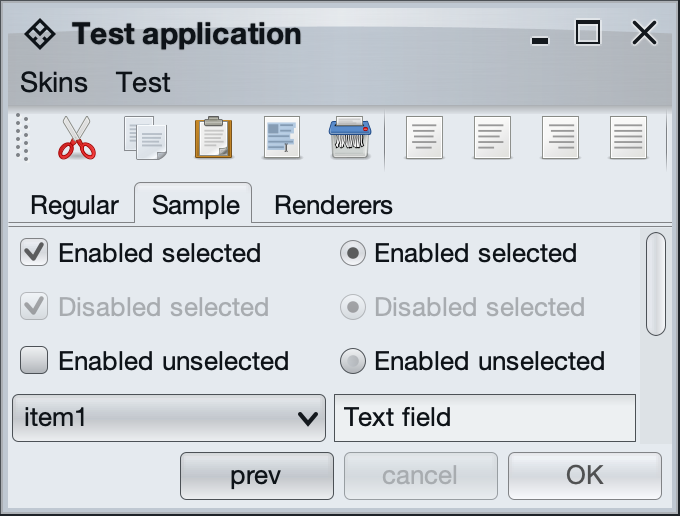 Test application
Skins Test
Regular Sample Renderers
Enabled selected Enabled selected
Disabled selected Disabled selected
Enabled unselected Enabled unselected
item1 Text field
prev cancel OK